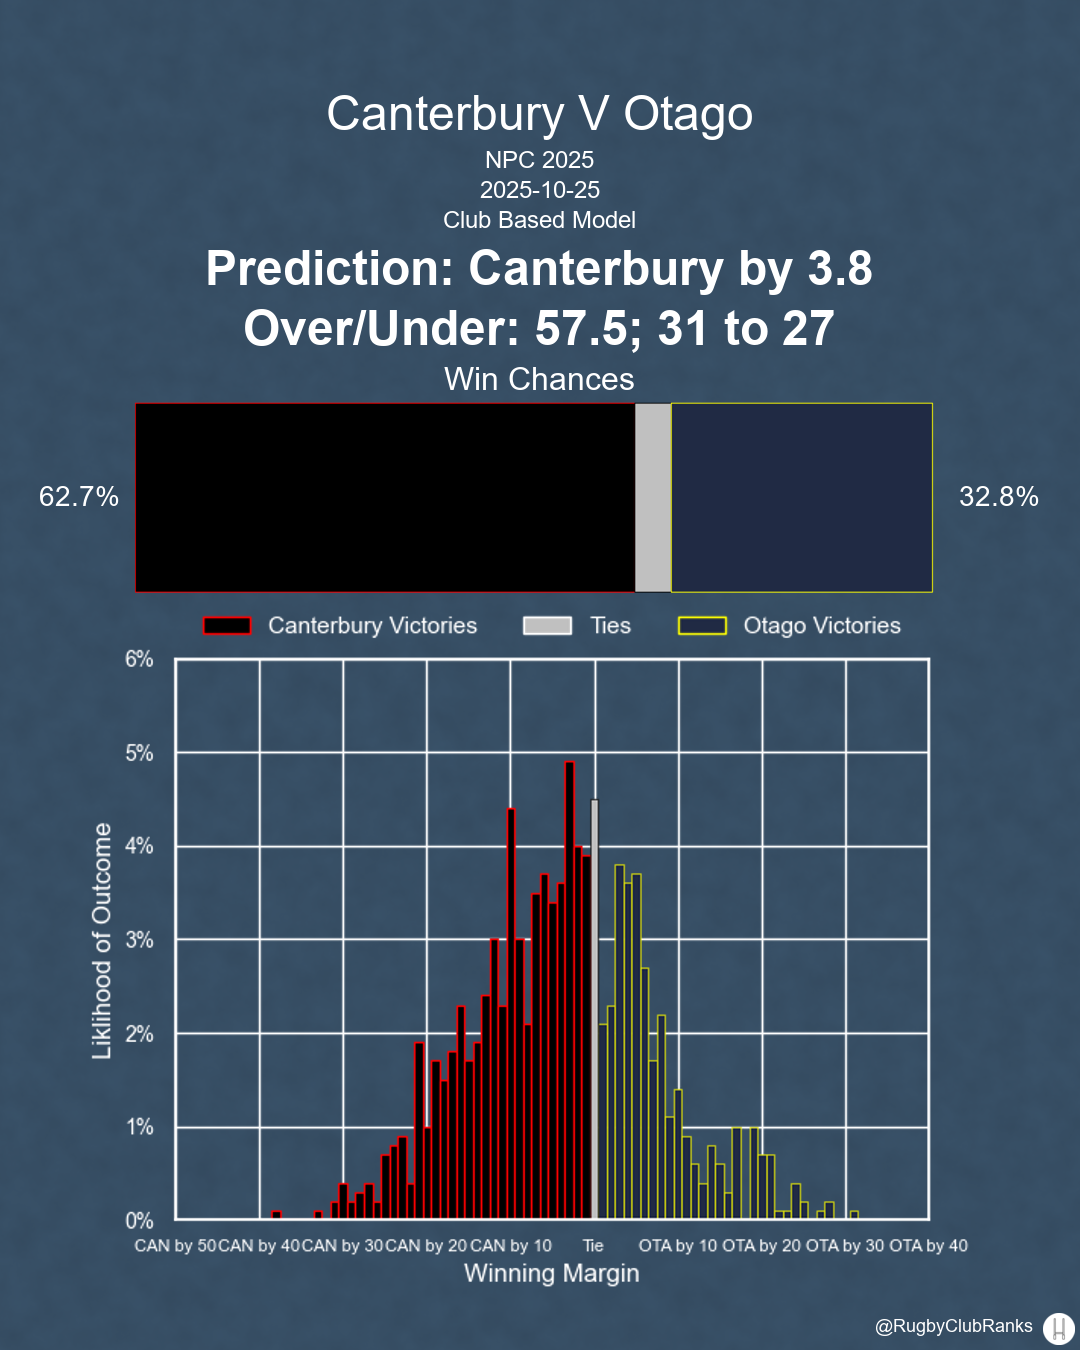 Canterbury V Otago
NPC 2025
2025-10-25
Club Based Model
Prediction: Canterbury by 3.8
Over/Under: 57.5; 31 to 27
Win Chances
62.7%
32.8%
Canterbury Victories
Ties
Otago Victories
6%
5%
4%
3%
2%
1%
0%
Liklihood of Outcome
CAN by 50 CAN by 40 CAN by 30 CAN by 20 CAN by 10 Tie OTA by 10 OTA by 20 OTA by 30 OTA by 40
Winning Margin
@RugbyClubRanks